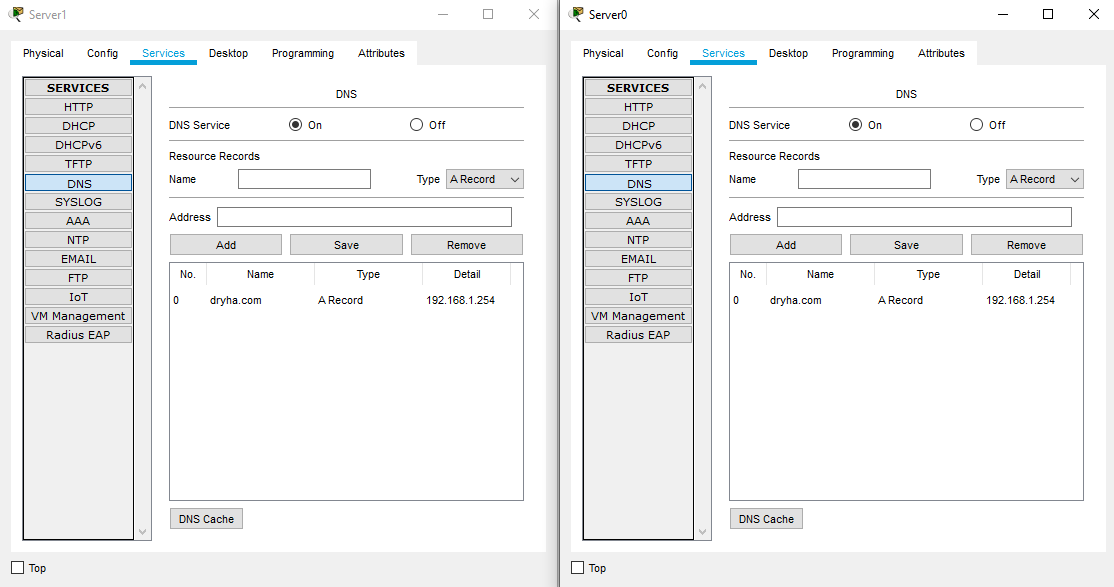 Server1
Physical Config Services Desktop Programming Attributes
SERVICES
HTTP
DHCP
DHCPv6
TFTP
DNS
SYSLOG
AAA
NTP
EMAIL
FTP
IoT
VM Management
Radius EAP
DNS
DNS Service On Off
Resource Records
Name Type A Record
Address
Add Save Remove
No. Name Type Detail
0 dryha.com A Record 192.168.1.254
DNS Cache
Top
Server0
Physical Config Services Desktop Programming Attributes
SERVICES
HTTP
DHCP
DHCPv6
TFTP
DNS
SYSLOG
AAA
NTP
EMAIL
FTP
IoT
VM Management
Radius EAP
DNS
DNS Service On Off
Resource Records
Name Type A Record
Address
Add Save Remove
No. Name Type Detail
0 dryha.com A Record 192.168.1.254
DNS Cache
Top